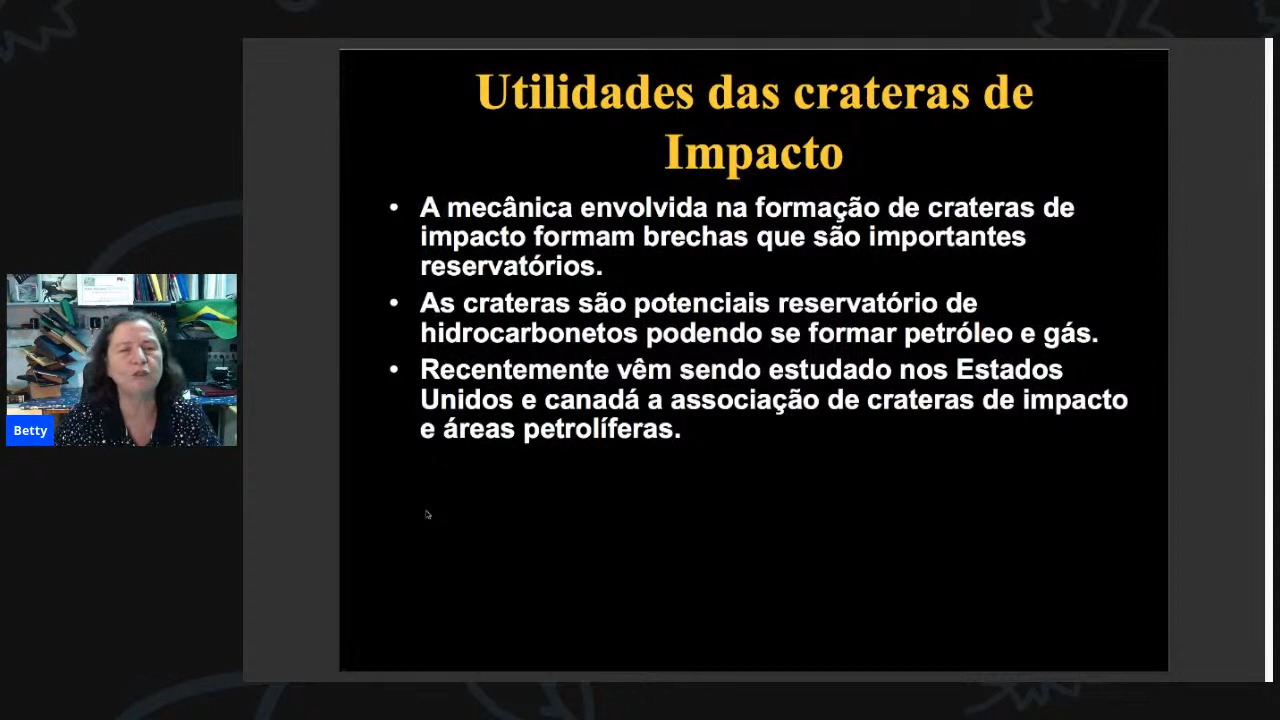 Utilidades das crateras de
Impacto
• A mecânica envolvida na formação de crateras de
impacto formam brechas que são importantes
reservatórios.
• As crateras são potenciais reservatório de
hidrocarbonetos podendo se formar petróleo e gás.
• Recentemente vêm sendo estudado nos Estados
Unidos e canadá a associação de crateras de impacto
e áreas petrolíferas.
Betty